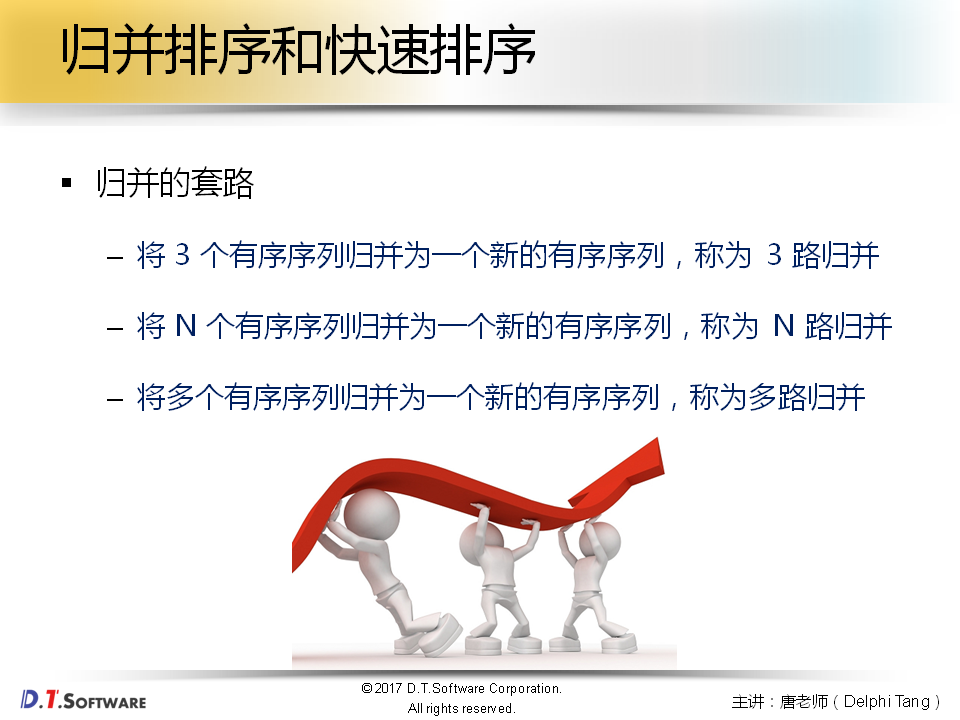 归并排序和快速排序
▪ 归并的套路
– 将 3 个有序序列归并为一个新的有序序列，称为 3 路归并
– 将 N 个有序序列归并为一个新的有序序列，称为 N 路归并
– 将多个有序序列归并为一个新的有序序列，称为多路归并
D.T.SOFTWARE
©2017 D.T.Software Corporation.
All rights reserved.
主讲：唐老师（Delphi Tang）